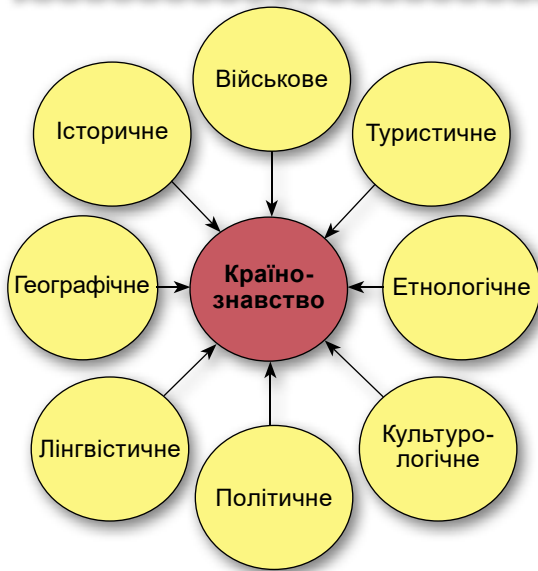 Військове
Історичне
Туристичне
Географічне
Країно-
знавство
Етнологічне
Лінгвістичне
Культуро-
логічне
Політичне